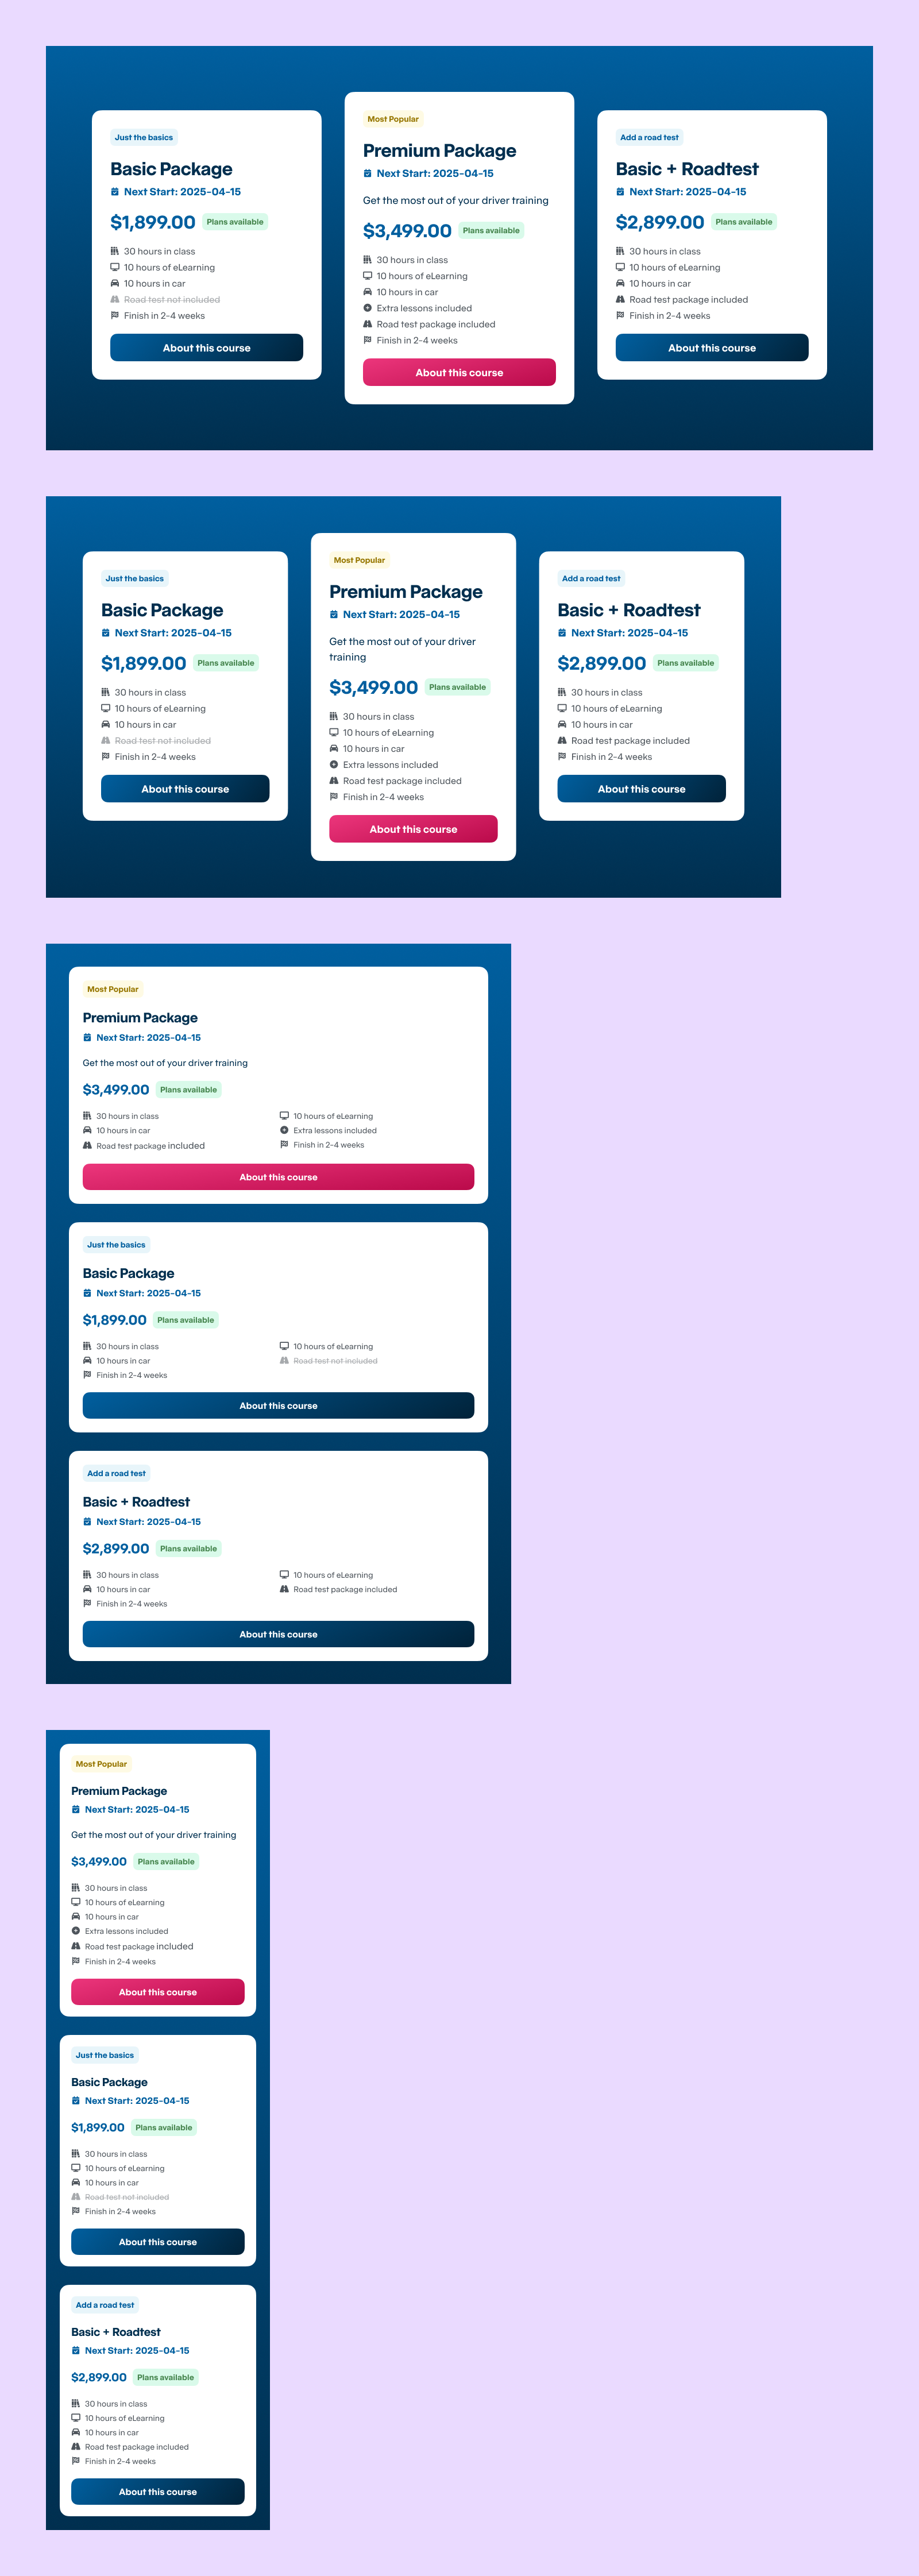 Just the basics
Basic Package
Next Start: 2025-04-15
$1,899.00 Plans available
30 hours in class
10 hours of eLearning
10 hours in car
Road test not included
Finish in 2-4 weeks
About this course
Most Popular
Premium Package
Next Start: 2025-04-15
Get the most out of your driver training
$3,499.00 Plans available
30 hours in class
10 hours of eLearning
10 hours in car
Extra lessons included
Road test package included
Finish in 2-4 weeks
About this course
Add a road test
Basic + Roadtest
Next Start: 2025-04-15
$2,899.00 Plans available
30 hours in class
10 hours of eLearning
10 hours in car
Road test package included
Finish in 2-4 weeks
About this course
Just the basics
Basic Package
Next Start: 2025-04-15
$1,899.00 Plans available
30 hours in class
10 hours of eLearning
10 hours in car
Road test not included
Finish in 2-4 weeks
About this course
Most Popular
Premium Package
Next Start: 2025-04-15
Get the most out of your driver
training
$3,499.00 Plans available
30 hours in class
10 hours of eLearning
10 hours in car
Extra lessons included
Road test package included
Finish in 2-4 weeks
About this course
Add a road test
Basic + Roadtest
Next Start: 2025-04-15
$2,899.00 Plans available
30 hours in class
10 hours of eLearning
10 hours in car
Road test package included
Finish in 2-4 weeks
About this course
Most Popular
Premium Package
Next Start: 2025-04-15
Get the most out of your driver training
$3,499.00 Plans available
30 hours in class
10 hours of eLearning
10 hours in car
Extra lessons included
Road test package included
Finish in 2-4 weeks
About this course
Just the basics
Basic Package
Next Start: 2025-04-15
$1,899.00 Plans available
30 hours in class
10 hours of eLearning
10 hours in car
Road test not included
Finish in 2-4 weeks
About this course
Add a road test
Basic + Roadtest
Next Start: 2025-04-15
$2,899.00 Plans available
30 hours in class
10 hours of eLearning
10 hours in car
Road test package included
Finish in 2-4 weeks
About this course
Most Popular
Premium Package
Next Start: 2025-04-15
Get the most out of your driver training
$3,499.00 Plans available
30 hours in class
10 hours of eLearning
10 hours in car
Extra lessons included
Road test package included
Finish in 2-4 weeks
About this course
Just the basics
Basic Package
Next Start: 2025-04-15
$1,899.00 Plans available
30 hours in class
10 hours of eLearning
10 hours in car
Road test not included
Finish in 2-4 weeks
About this course
Add a road test
Basic + Roadtest
Next Start: 2025-04-15
$2,899.00 Plans available
30 hours in class
10 hours of eLearning
10 hours in car
Road test package included
Finish in 2-4 weeks
About this course